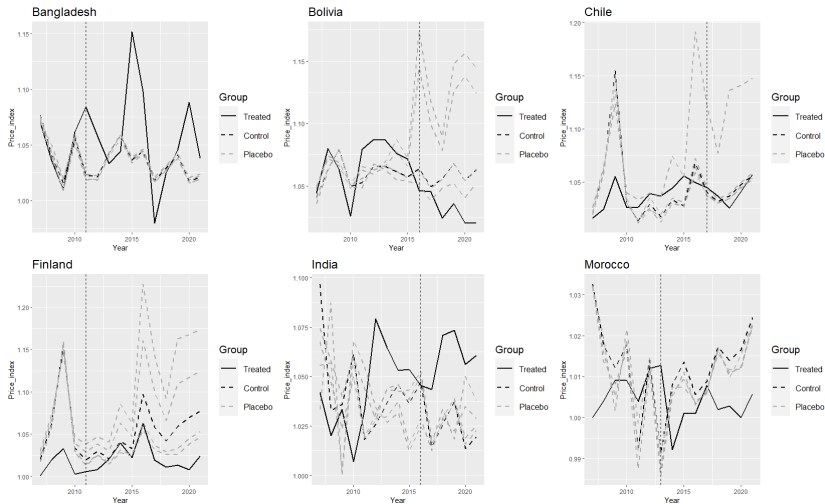 Bangladesh
Price_index
1.15
1.10
1.05
1.00
2010
2015
2020
Year
Group
Treated
Control
Placebo
Bolivia
Price_index
1.15
1.10
1.05
2010
2015
2020
Year
Group
Treated
Control
Placebo
Chile
Price_index
1.20
1.15
1.10
1.05
2010
2015
2020
Year
Group
Treated
Control
Placebo
Finland
Price_index
1.20
1.15
1.10
1.05
1.00
2010
2015
2020
Year
Group
Treated
Control
Placebo
India
Price_index
1.100
1.075
1.050
1.025
1.000
2010
2015
2020
Year
Group
Treated
Control
Placebo
Morocco
Price_index
1.03
1.02
1.01
1.00
0.99
2010
2015
2020
Year
Group
Treated
Control
Placebo